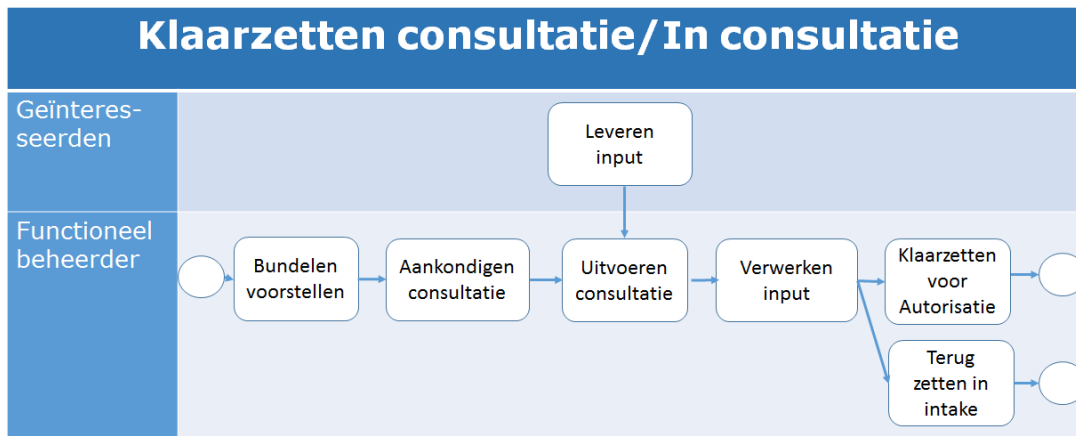 Klaarzetten consultatie/In consultatie
Geïnteres-
seerden
Leveren
input
Functioneel
beheerder
Bundelen
voorstellen
Aankondigen
consultatie
Uitvoeren
consultatie
Verwerken
input
Klaarzetten
voor
Autorisatie
Terug
zetten in
intake